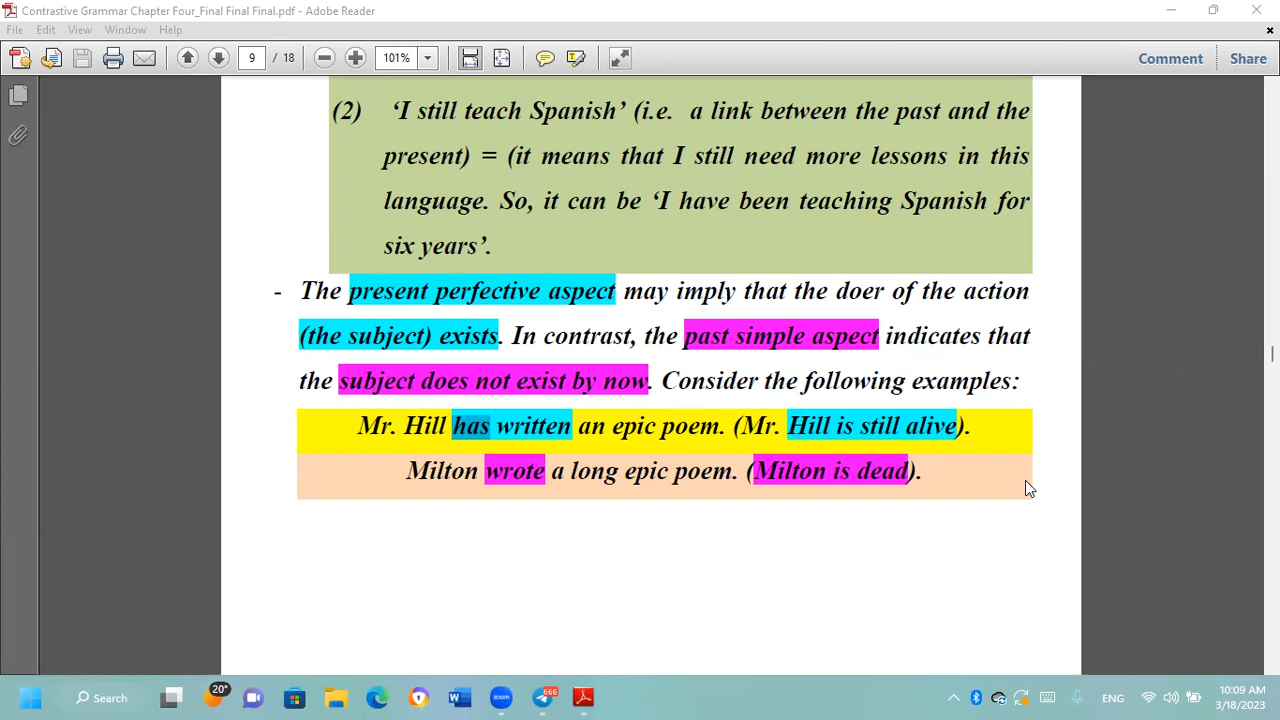 Contrastive Grammar Chapter Four_Final Final Final.pdf - Adobe Reader
File Edit View Window Help
9 / 18 101% Comment Share
(2) ‘I still teach Spanish’ (i.e. a link between the past and the
present) = (it means that I still need more lessons in this
language. So, it can be ‘I have been teaching Spanish for
six years’.
- The present perfective aspect may imply that the doer of the action
(the subject) exists. In contrast, the past simple aspect indicates that
the subject does not exist by now. Consider the following examples:
Mr. Hill has written an epic poem. (Mr. Hill is still alive).
Milton wrote a long epic poem. (Milton is dead).
Search 20° 666 ENG 10:09 AM
3/18/2023